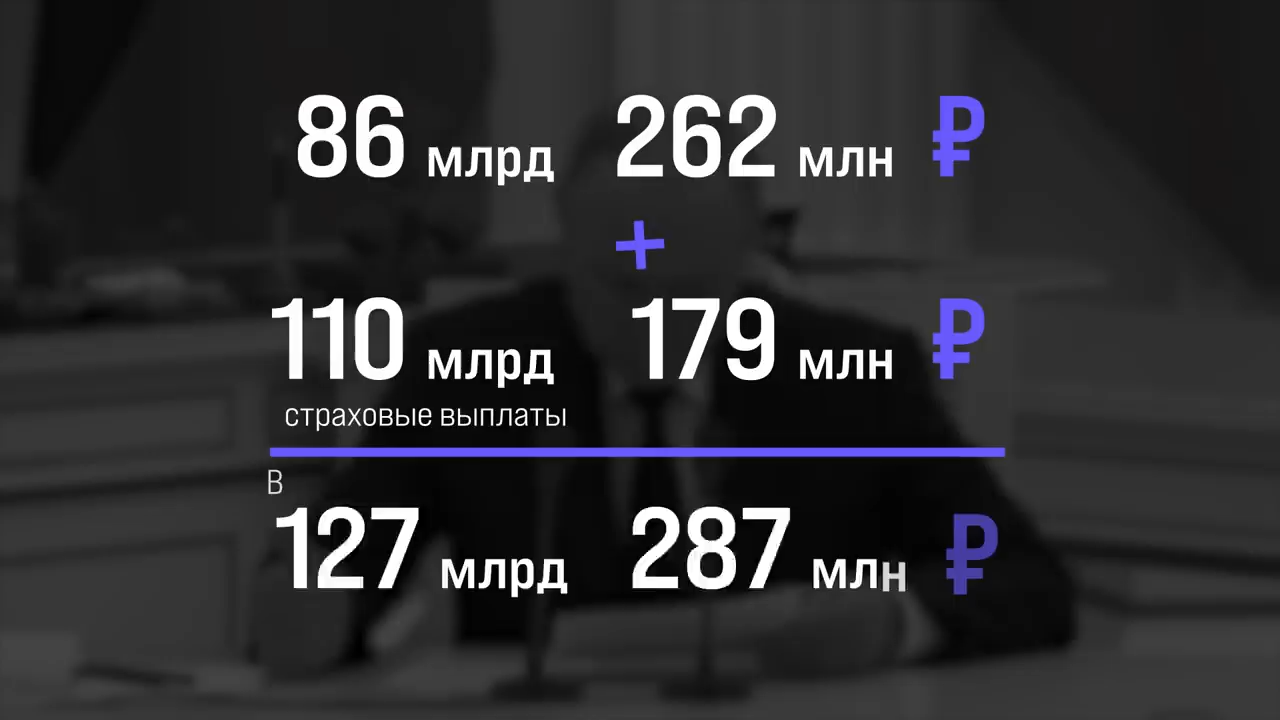 86 млрд 262 млн ₽
+
110 млрд 179 млн ₽
страховые выплаты
В
127 млрд 287 млн ₽